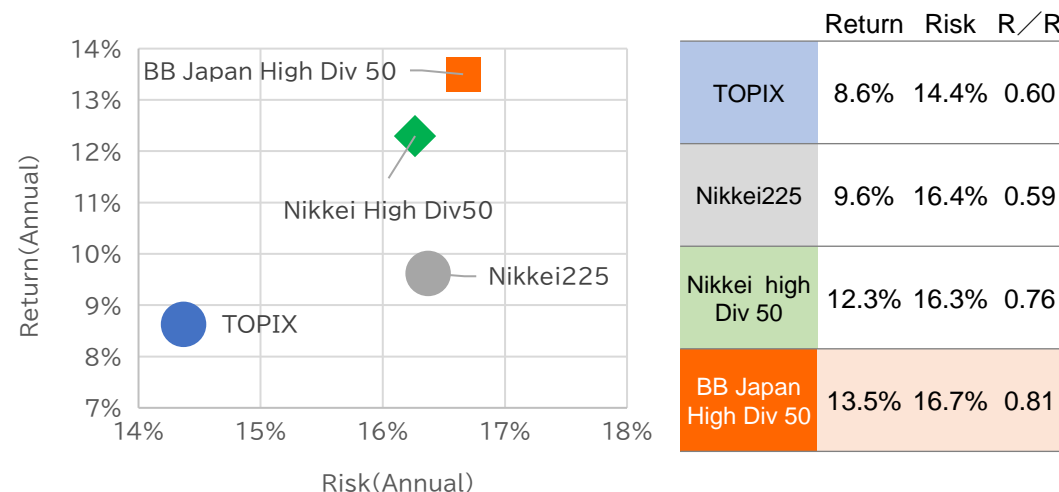 14%
13%
12%
11%
10%
9%
8%
7%
14%
15%
16%
17%
18%
Return(Annual)
Risk(Annual)
BB Japan High Div 50
Nikkei High Div50
Nikkei225
TOPIX
Return Risk R／R
TOPIX 8.6% 14.4% 0.60
Nikkei225 9.6% 16.4% 0.59
Nikkei high
Div 50
12.3% 16.3% 0.76
BB Japan
High Div 50
13.5% 16.7% 0.81